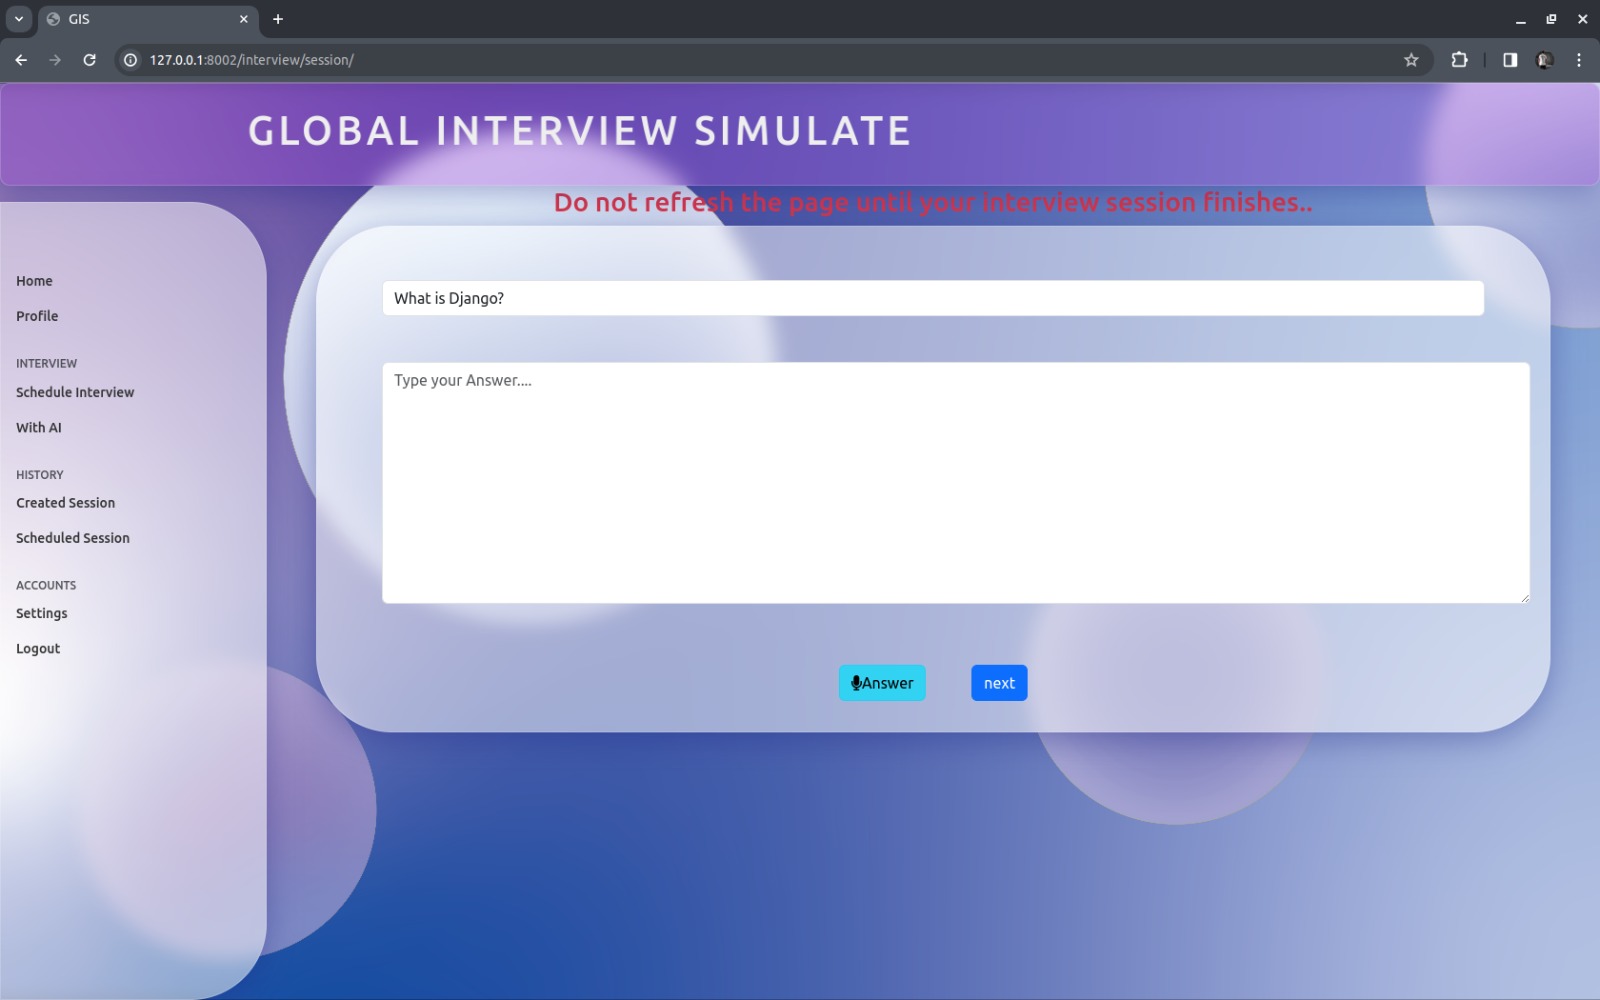 GIS
127.0.0.1:8002/interview/session/
GLOBAL INTERVIEW SIMULATE
Do not refresh the page until your interview session finishes..
Home
Profile
INTERVIEW
Schedule Interview
With AI
HISTORY
Created Session
Scheduled Session
ACCOUNTS
Settings
Logout
What is Django?
Type your Answer....
Answer
next